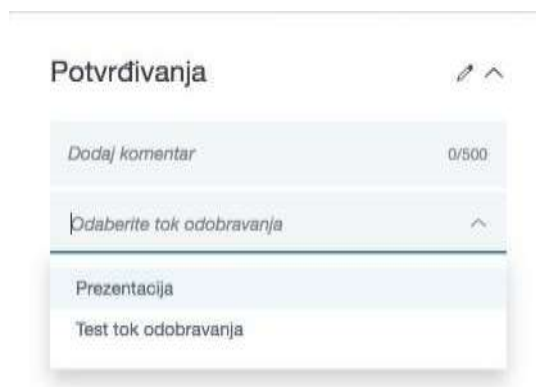 Potvrđivanja
Dodaj komentar 0/500
Odaberite tok odobravanja
Prezentacija
Test tok odobravanja